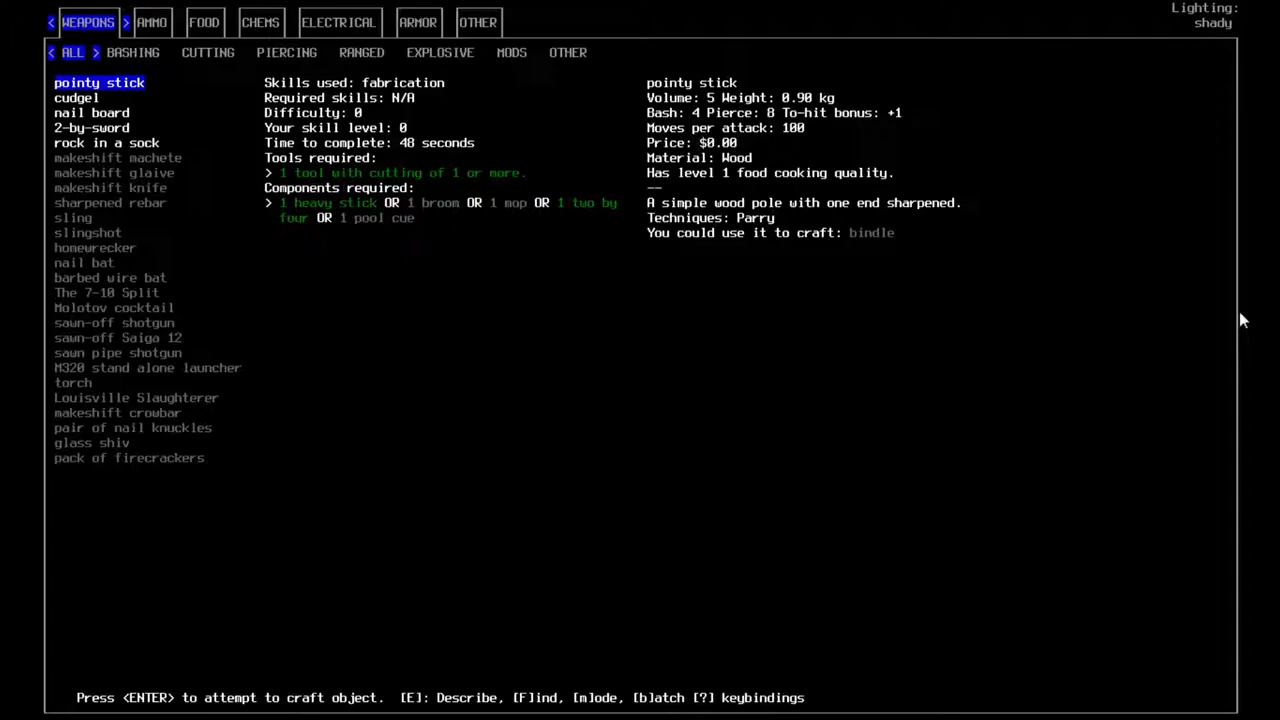 Lighting:
< WEAPONS > AMMO FOOD CHEMS ELECTRICAL ARMOR OTHER shady
< ALL > BASHING CUTTING PIERCING RANGED EXPLOSIVE MODS OTHER
pointy stick
cudgel
nail board
2-by-sword
rock in a sock
makeshift machete
makeshift glaive
makeshift knife
sharpened rebar
sling
slingshot
homewrecker
nail bat
barbed wire bat
The 7-10 Split
Molotov cocktail
sawn-off shotgun
sawn-off Saiga 12
sawn pipe shotgun
M320 stand alone launcher
torch
Louisville Slaughterer
makeshift crowbar
pair of nail knuckles
glass shiv
pack of firecrackers
Skills used: fabrication
Required skills: N/A
Difficulty: 0
Your skill level: 0
Time to complete: 48 seconds
Tools required:
> 1 tool with cutting of 1 or more.
Components required:
> 1 heavy stick OR 1 broom OR 1 mop OR 1 two by
four OR 1 pool cue
pointy stick
Volume: 5 Weight: 0.90 kg
Bash: 4 Pierce: 8 To-hit bonus: +1
Moves per attack: 100
Price: $0.00
Material: Wood
Has level 1 food cooking quality.
--
A simple wood pole with one end sharpened.
Techniques: Parry
You could use it to craft: bindle
Press <ENTER> to attempt to craft object. [E]: Describe, [F]ind, [m]ode, [b]atch [?] keybindings